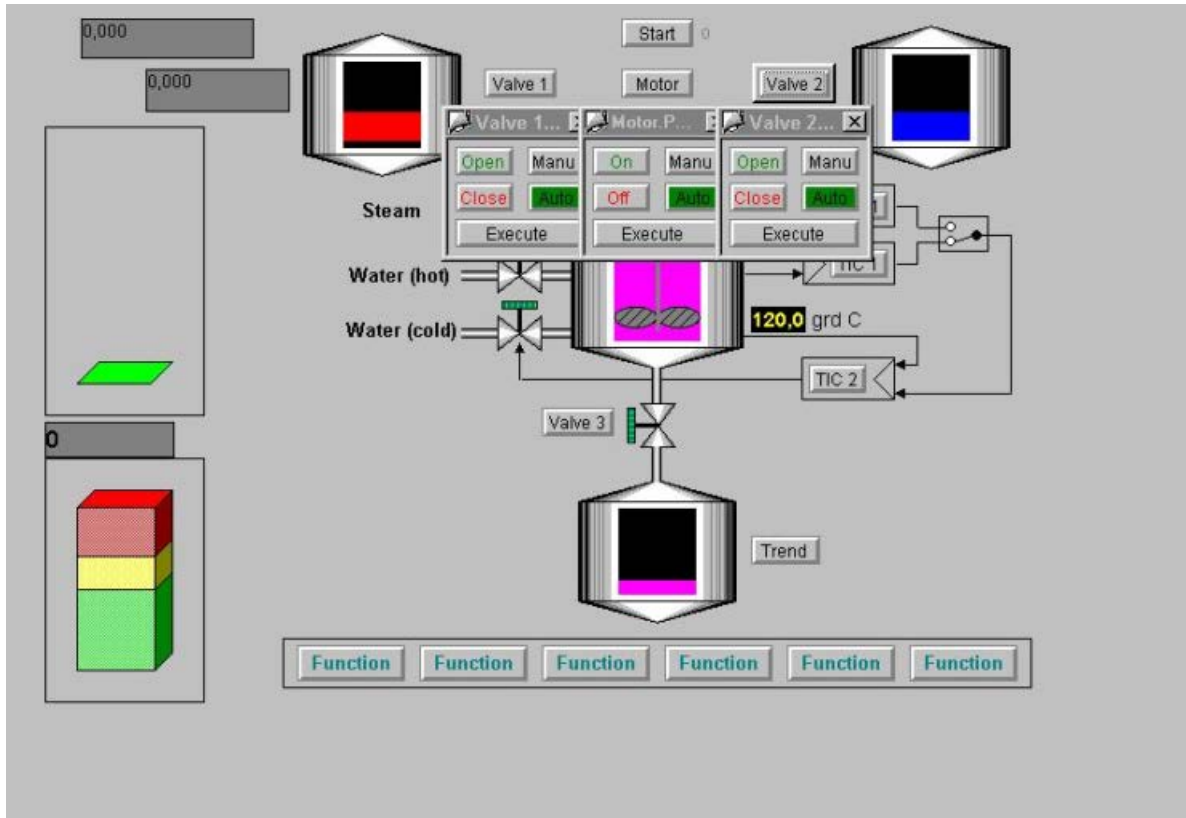 0,000
Start 0
0,000
Valve 1 Motor Valve 2
Valve 1... Motor.P... Valve 2...
Open Manu On Manu Open Manu
Close Auto Off Auto Close Auto
Execute Execute Execute
Steam
Water (hot)
TIC 1
Water (cold)
120,0 grd C
TIC 2
Valve 3
0
Trend
Function Function Function Function Function Function